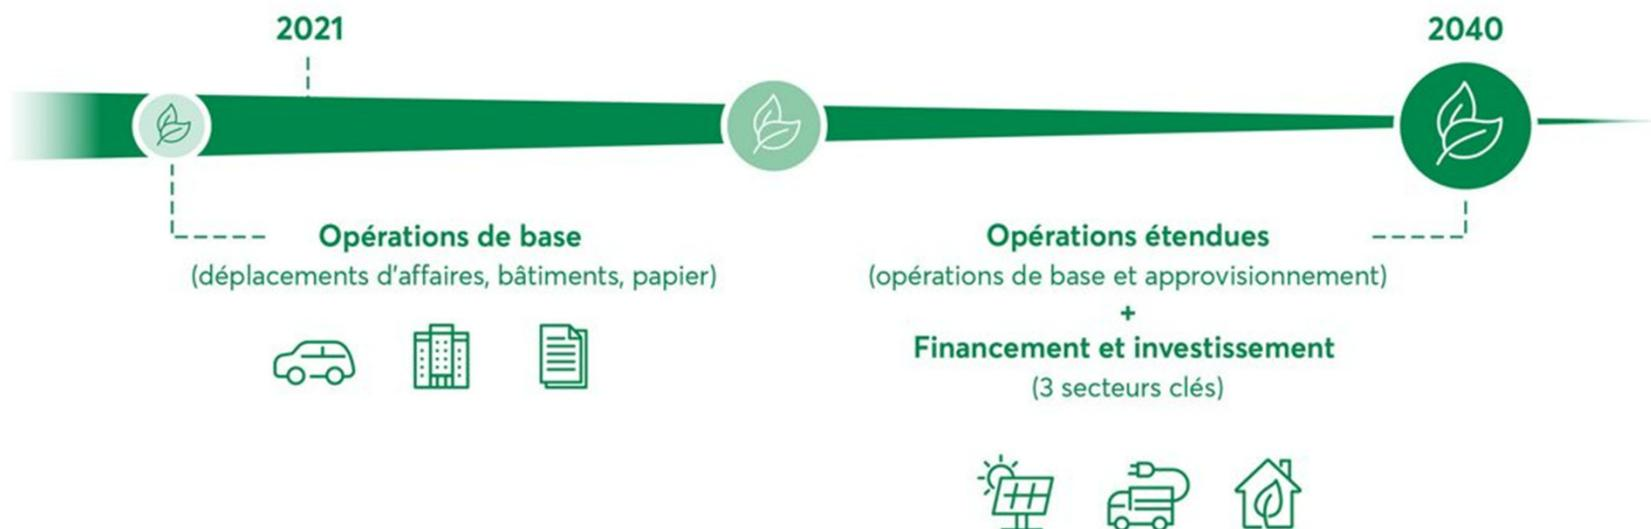 2021
2040
Opérations de base
(déplacements d'affaires, bâtiments, papier)
Opérations étendues
(opérations de base et approvisionnement)
+
Financement et investissement
(3 secteurs clés)